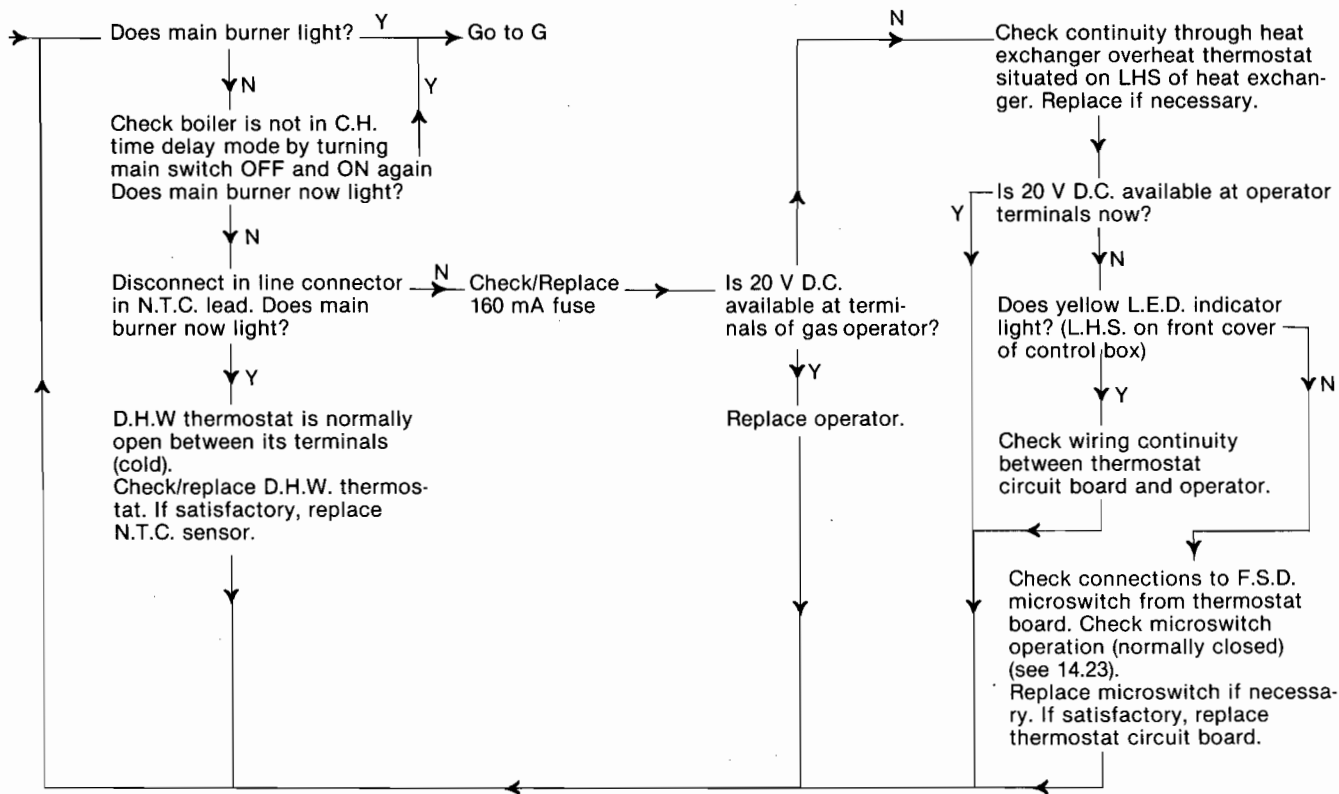 Does main burner light?
Y
Go to G
N
Y
Check boiler is not in C.H.
time delay mode by turning
main switch OFF and ON again
Does main burner now light?
N
Disconnect in line connector
in N.T.C. lead. Does main
burner now light?
N
Check/Replace
160 mA fuse
Y
D.H.W thermostat is normally
open between its terminals
(cold).
Check/replace D.H.W. thermos-
tat. If satisfactory, replace
N.T.C. sensor.
Is 20 V D.C.
available at termi-
nals of gas operator?
Y
Replace operator.
N
Check continuity through heat
exchanger overheat thermostat
situated on LHS of heat exchan-
ger. Replace if necessary.
Is 20 V D.C. available at operator
terminals now?
Y
N
Does yellow L.E.D. indicator
light? (L.H.S. on front cover
of control box)
N
Y
Check wiring continuity
between thermostat
circuit board and operator.
Check connections to F.S.D.
microswitch from thermostat
board. Check microswitch
operation (normally closed)
(see 14.23).
Replace microswitch if necessa-
ry. If satisfactory, replace
thermostat circuit board.